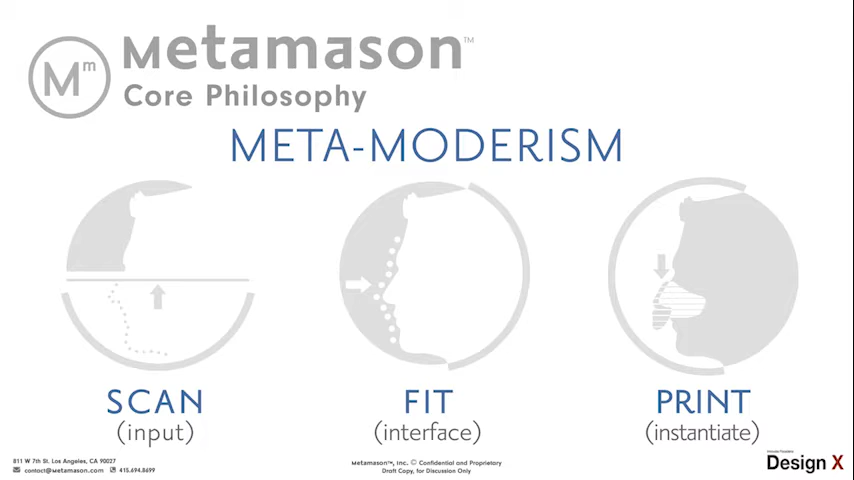 Mm metamason™
Core Philosophy
META-MODERISM
SCAN
(input)
FIT
(interface)
PRINT
(instantiate)
811 W 7th St. Los Angeles, CA 90027
contact@metamason.com 415.694.8699
Metamason™, Inc. © Confidential and Proprietary
Draft Copy, for Discussion Only
Design X